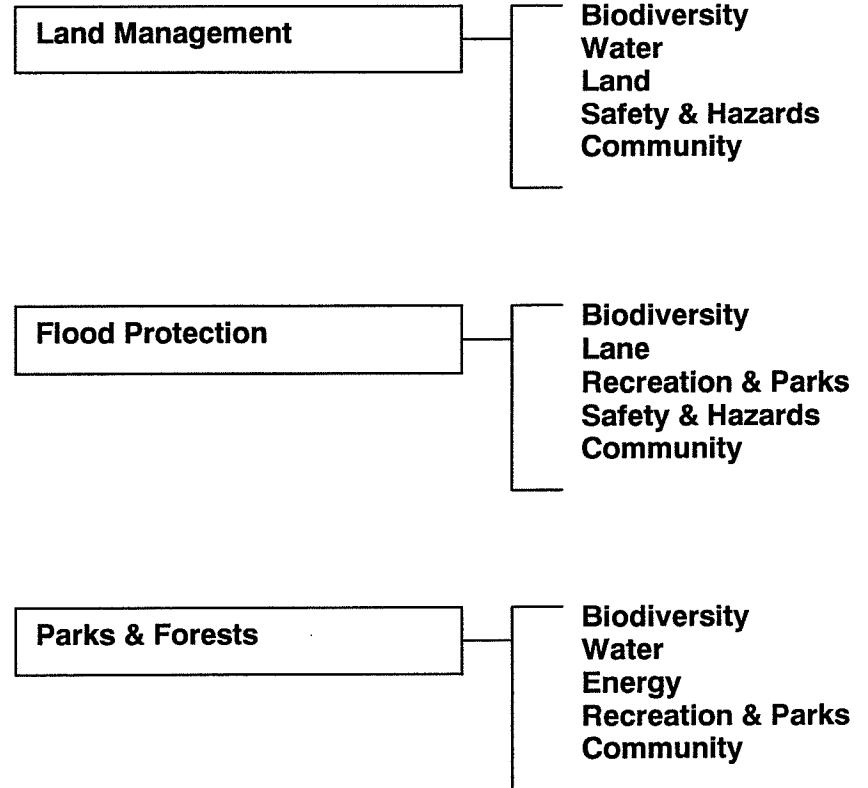 Land Management
Biodiversity
Water
Land
Safety & Hazards
Community
Flood Protection
Biodiversity
Lane
Recreation & Parks
Safety & Hazards
Community
Parks & Forests
Biodiversity
Water
Energy
Recreation & Parks
Community